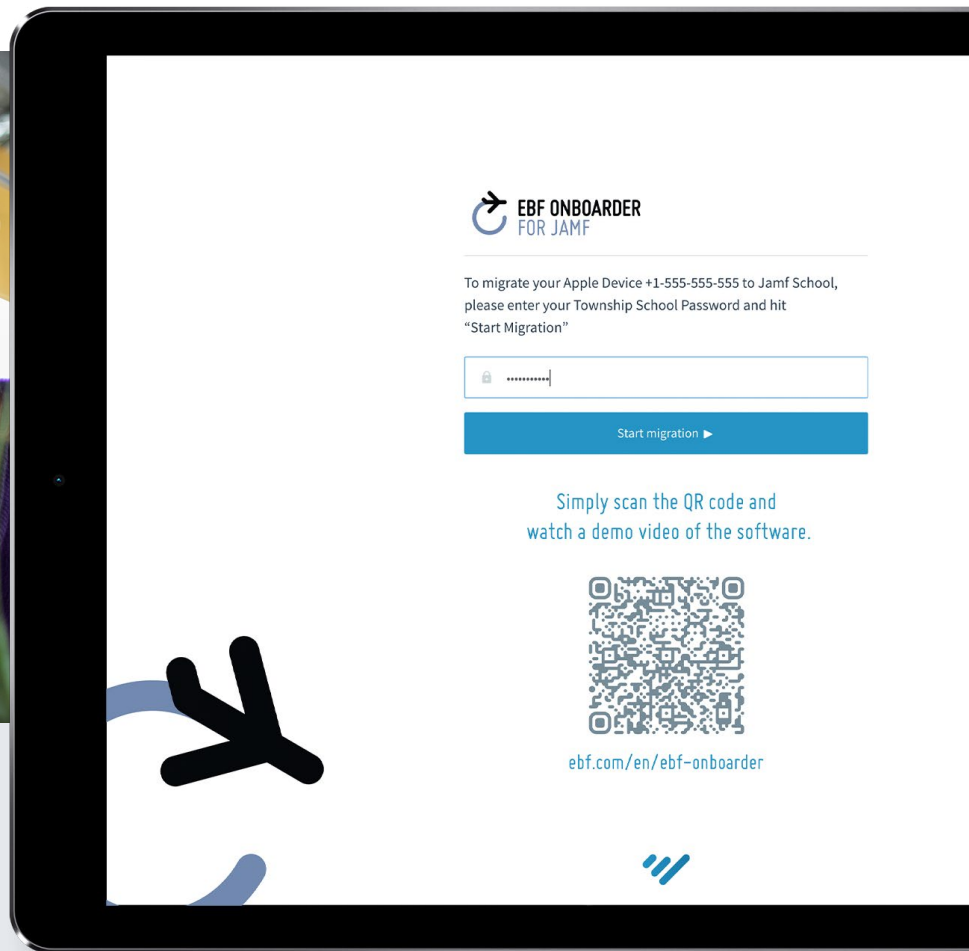 EBF ONBOARDER
FOR JAMF
To migrate your Apple Device +1-555-555-555 to Jamf School,
please enter your Township School Password and hit
“Start Migration”
Start migration ▶
Simply scan the QR code and
watch a demo video of the software.
ebf.com/en/ebf-onboarder